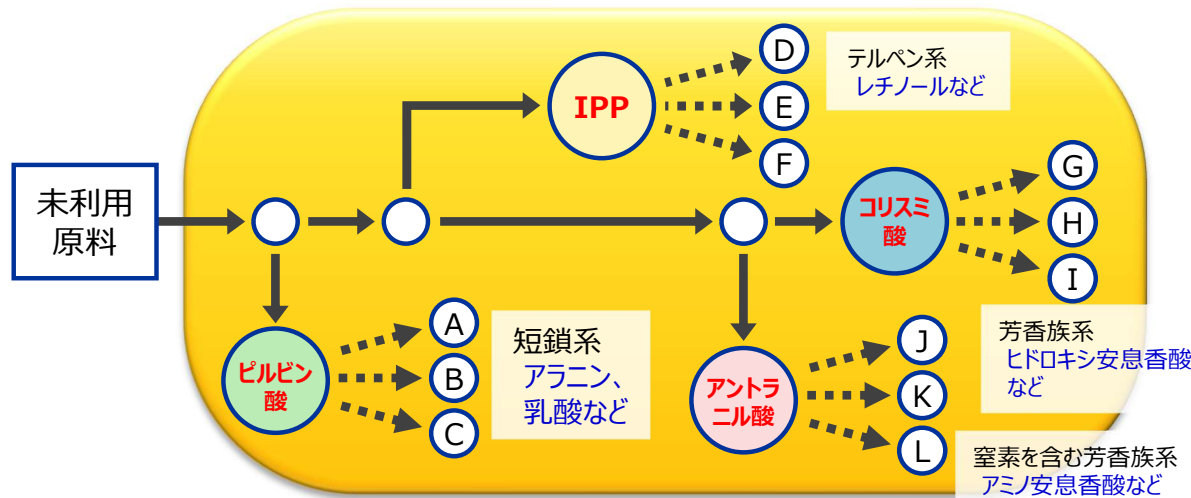 未利用
原料
IPP
D
E
F
テルペン系
レチノールなど
コリスミ
酸
G
H
I
芳香族系
ヒドロキシ安息香酸
など
ピルビン
酸
A
B
C
短鎖系
アラニン、
乳酸など
アントラ
ニル酸
J
K
L
窒素を含む芳香族系
アミノ安息香酸など